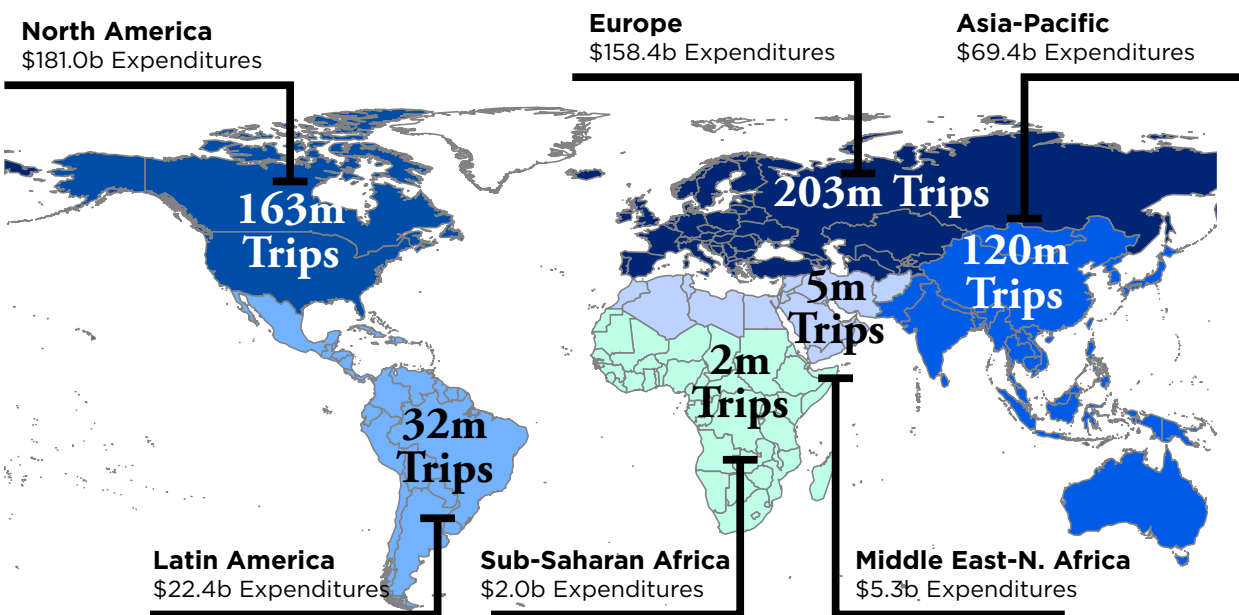 North America
$181.0b Expenditures
Europe
$158.4b Expenditures
Asia-Pacific
$69.4b Expenditures
163m
Trips
203m Trips
120m
Trips
5m
Trips
2m
Trips
32m
Trips
Latin America
$22.4b Expenditures
Sub-Saharan Africa
$2.0b Expenditures
Middle East-N. Africa
$5.3b Expenditures